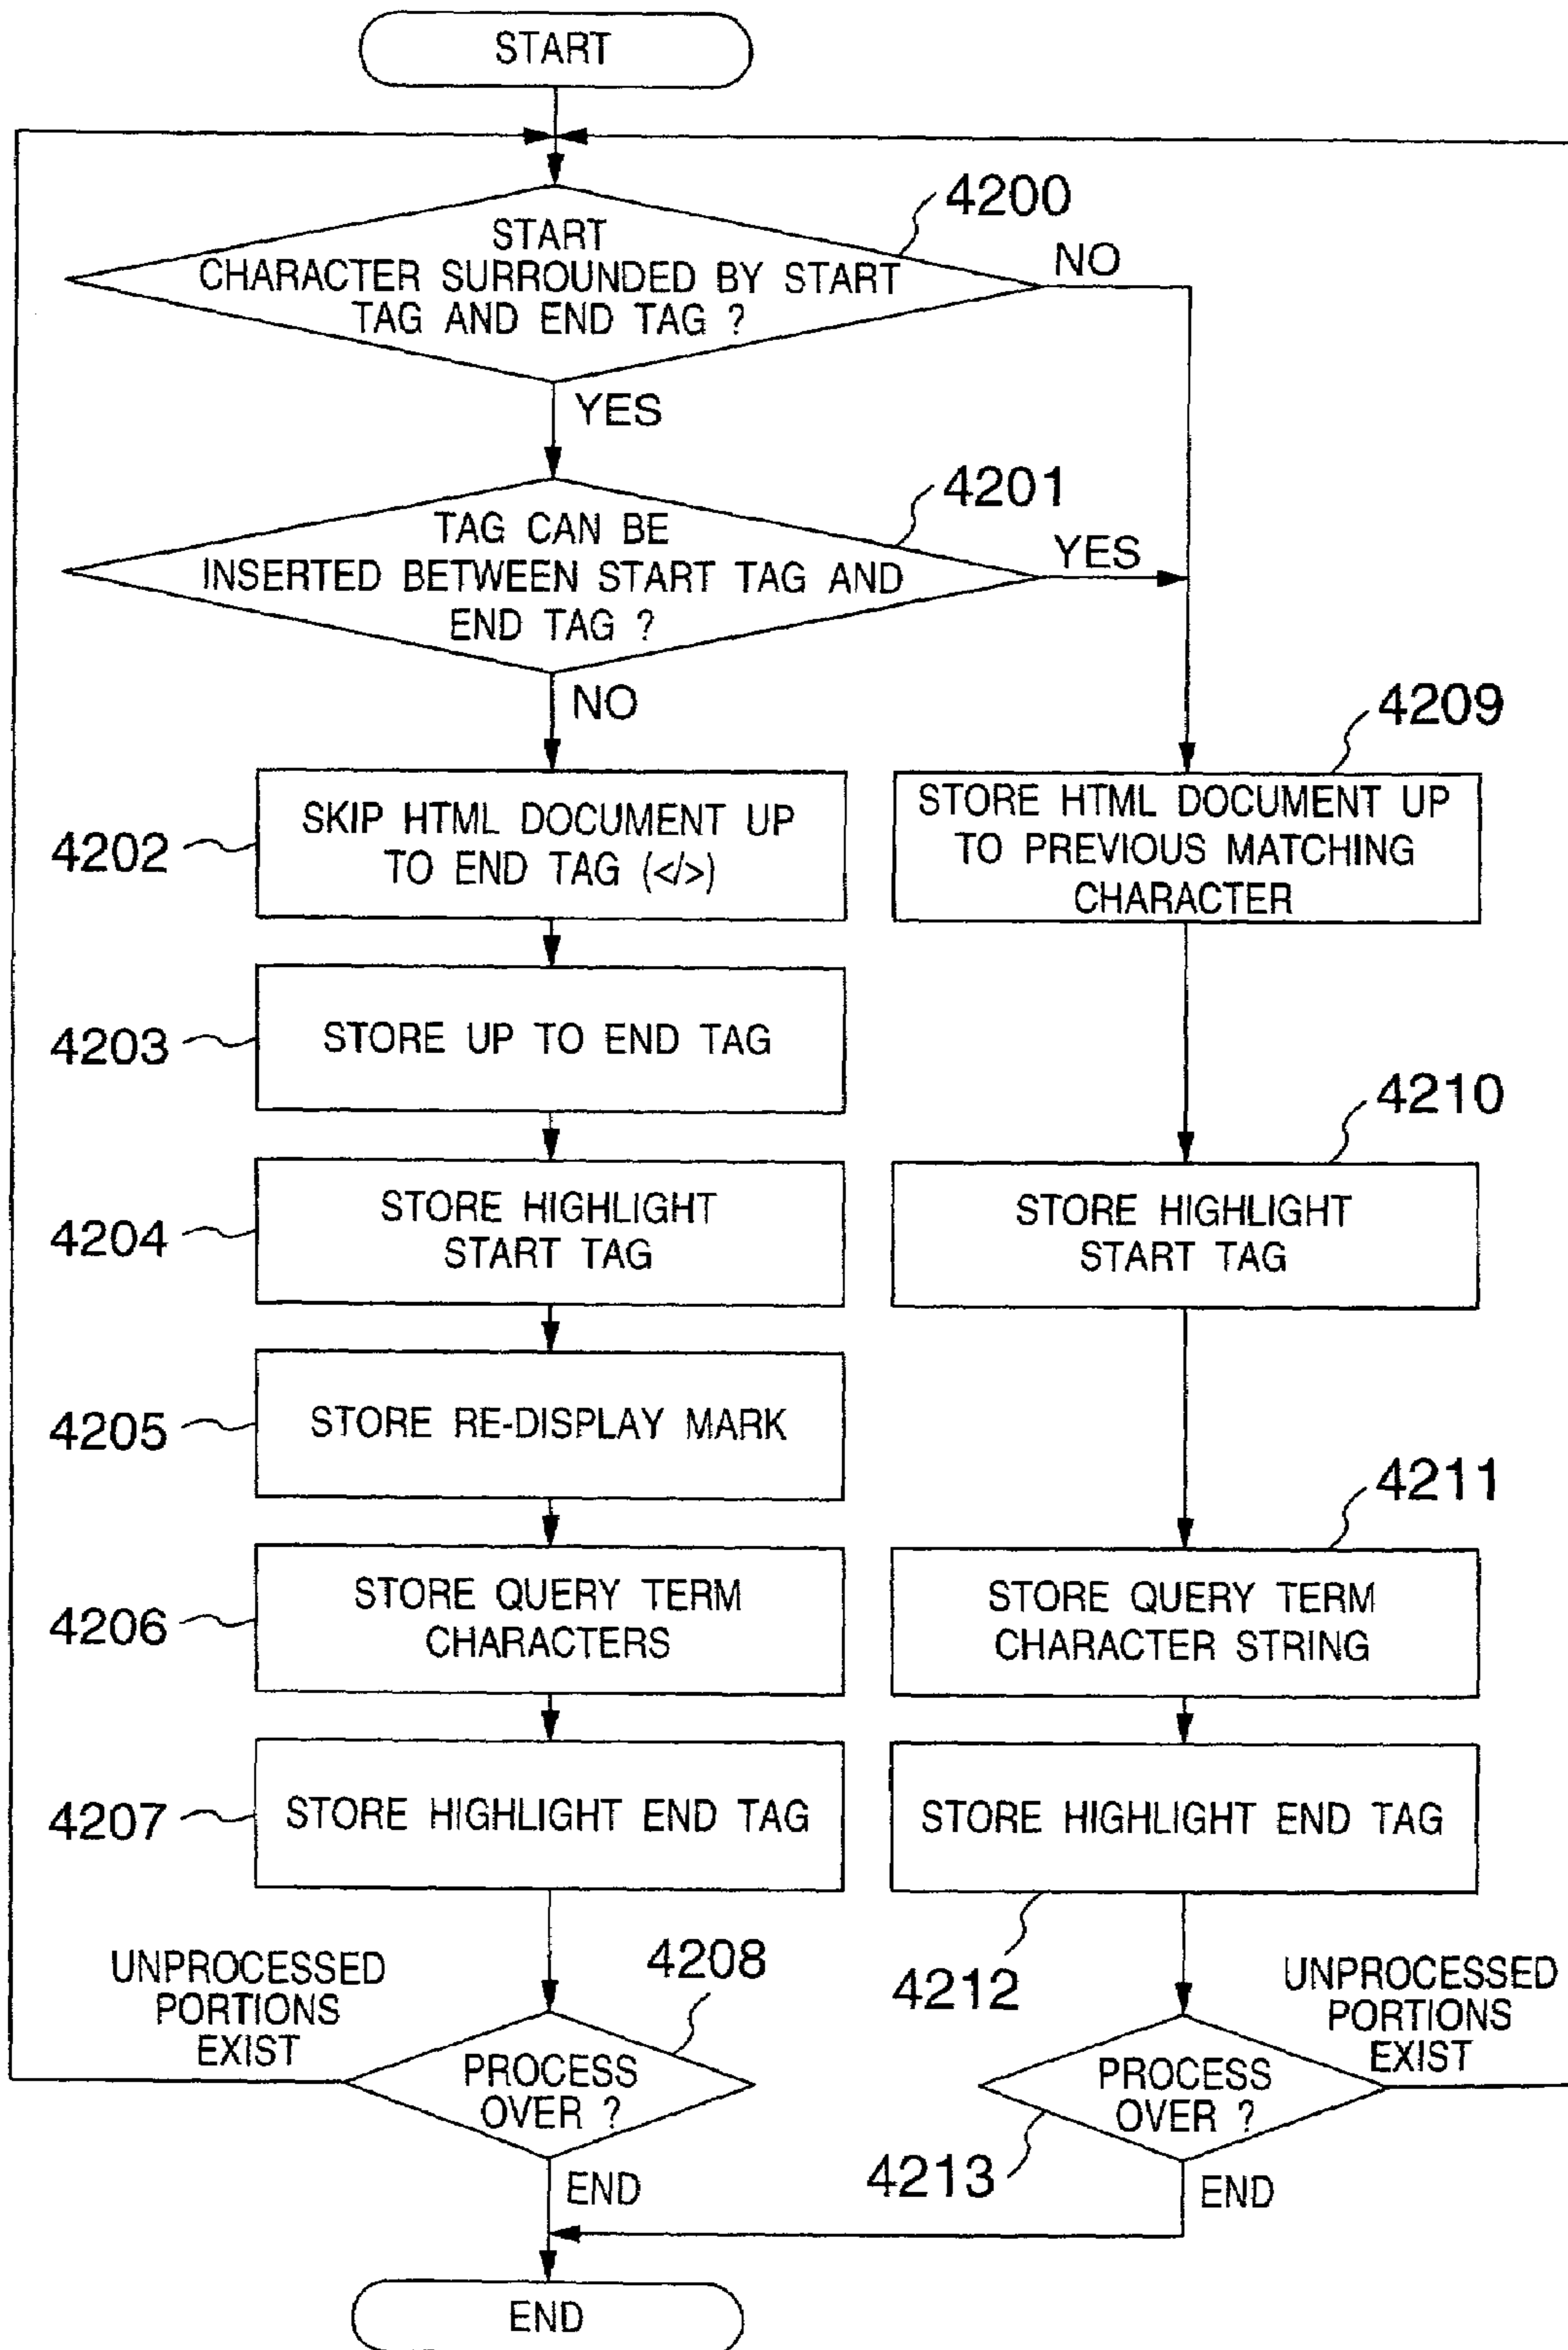 START
4200
START
CHARACTER SURROUNDED BY START
TAG AND END TAG ?
NO
YES
4201
TAG CAN BE
INSERTED BETWEEN START TAG AND
END TAG ?
YES
NO
4202
SKIP HTML DOCUMENT UP
TO END TAG (</>)
4209
STORE HTML DOCUMENT UP
TO PREVIOUS MATCHING
CHARACTER
4203
STORE UP TO END TAG
4204
STORE HIGHLIGHT
START TAG
4210
STORE HIGHLIGHT
START TAG
4205
STORE RE-DISPLAY MARK
4206
STORE QUERY TERM
CHARACTERS
4211
STORE QUERY TERM
CHARACTER STRING
4207
STORE HIGHLIGHT END TAG
STORE HIGHLIGHT END TAG
4212
UNPROCESSED
PORTIONS
EXIST
4208
PROCESS
OVER ?
END
UNPROCESSED
PORTIONS
EXIST
PROCESS
OVER ?
4213
END
END